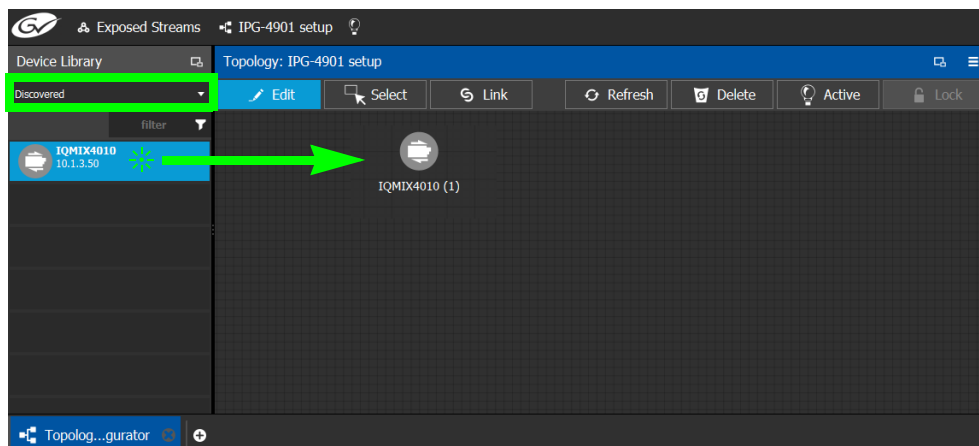 GV Exposed Streams IPG-4901 setup
Device Library
Topology: IPG-4901 setup
Discovered
Edit Select Link Refresh Delete Active Lock
filter
IQMIX4010
10.1.3.50
IQMIX4010 (1)
Topolog...gurator